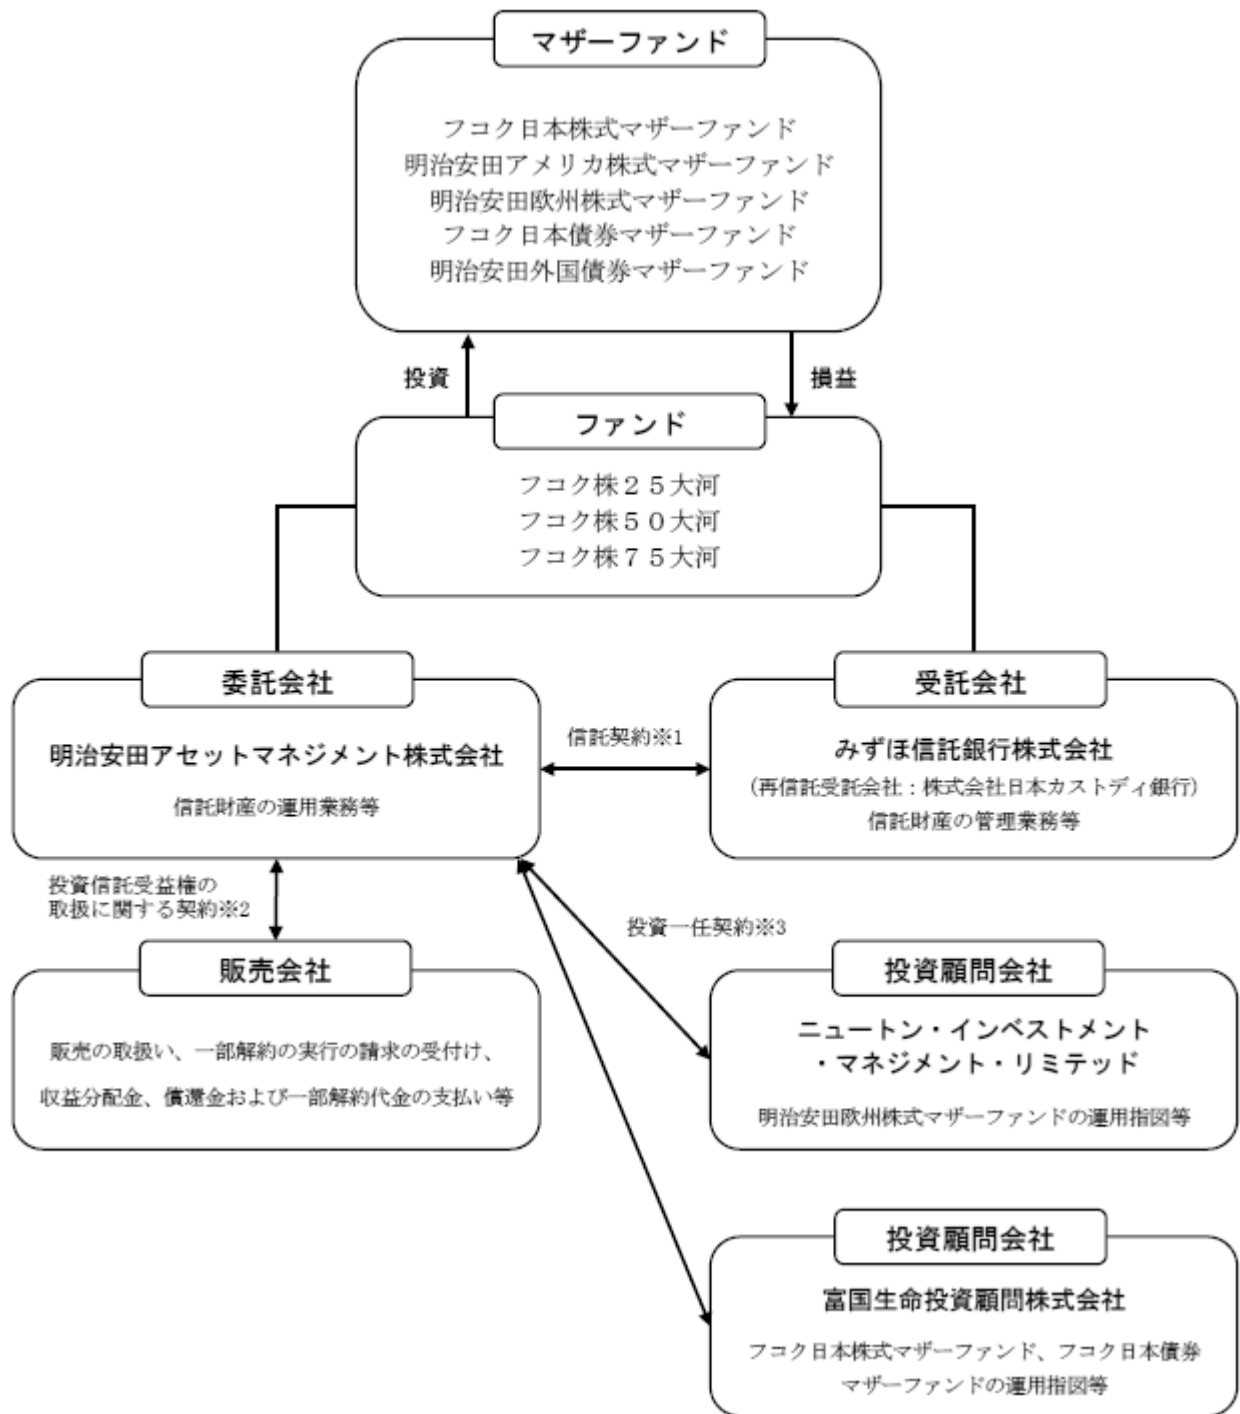 マザーファンド
フコク日本株式マザーファンド
明治安田アメリカ株式マザーファンド
明治安田欧州株式マザーファンド
フコク日本債券マザーファンド
明治安田外国債券マザーファンド
投資
損益
ファンド
フコク株２５大河
フコク株５０大河
フコク株７５大河
委託会社
明治安田アセットマネジメント株式会社
信託財産の運用業務等
信託契約※1
受託会社
みずほ信託銀行株式会社
(再信託受託会社：株式会社日本カストディ銀行)
信託財産の管理業務等
投資信託受益権の
取扱に関する契約※2
投資一任契約※3
販売会社
販売の取扱い、一部解約の実行の請求の受付け、
収益分配金、償還金および一部解約代金の支払い等
投資顧問会社
ニュートン・インベストメント
・マネジメント・リミテッド
明治安田欧州株式マザーファンドの運用指図等
投資顧問会社
富国生命投資顧問株式会社
フコク日本株式マザーファンド、フコク日本債券
マザーファンドの運用指図等